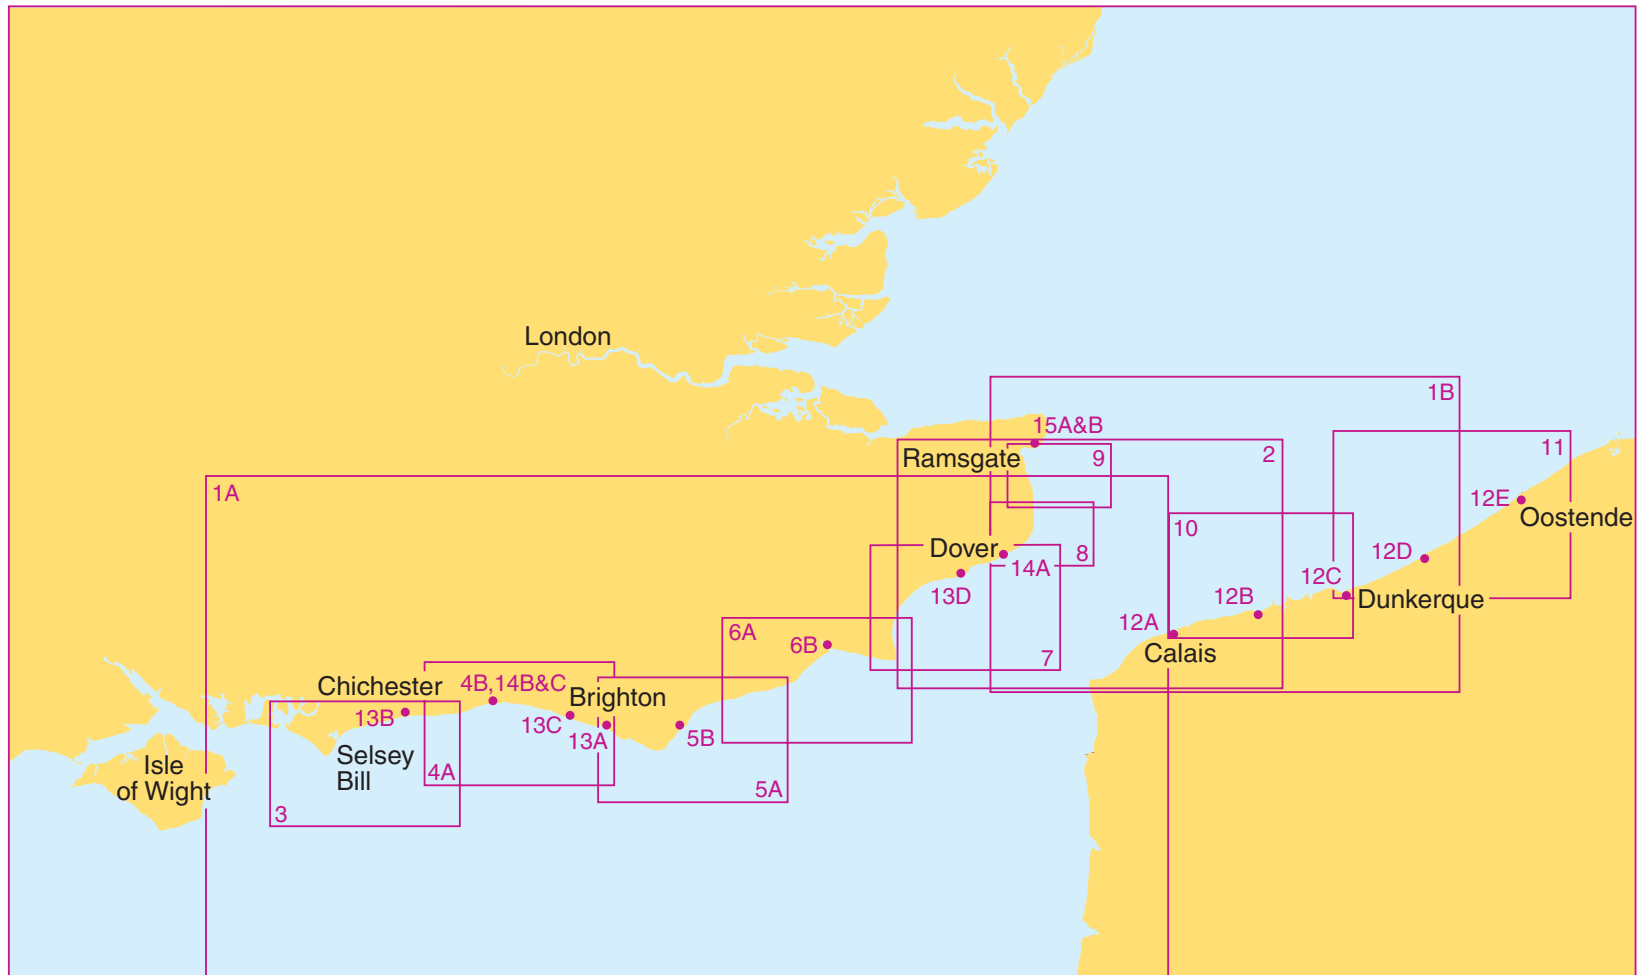 London
1B
15A&B
11
Ramsgate
9
2
1A
12E
Oostende
10
Dover
8
12D
14A
12C
13D
12B
Dunkerque
12A
6A
6B
Calais
7
Chichester
4B,14B&C
Brighton
13B
13C
13A
5B
Selsey
Bill
Isle
of Wight
4A
5A
3